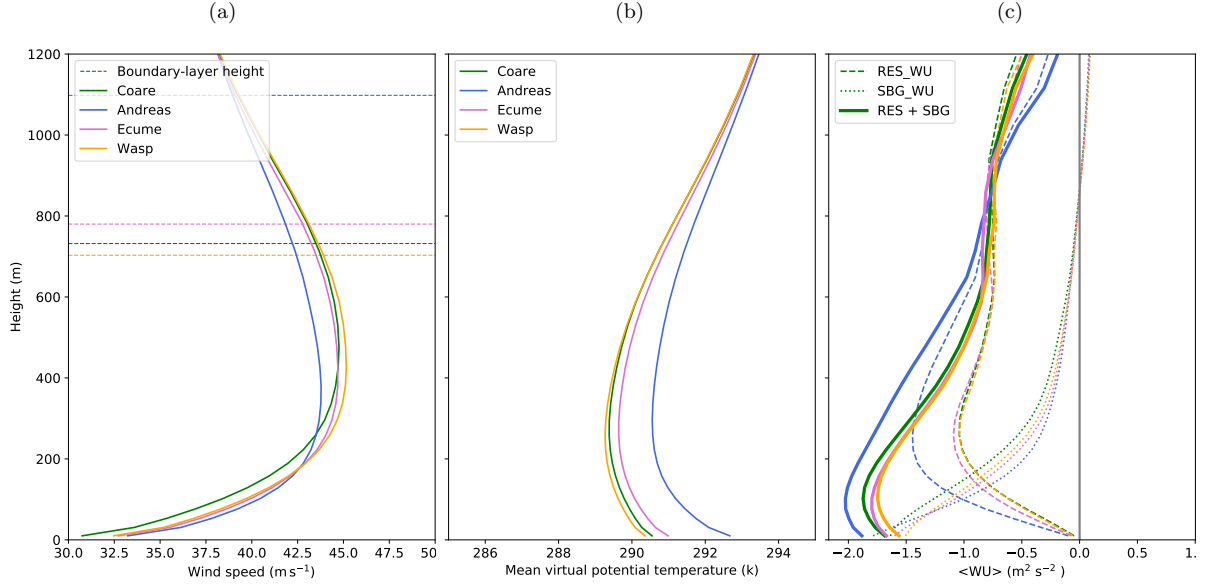 (a)
(b)
(c)
1200
1000
800
600
400
200
0
Height (m)
Boundary-layer height
Coare
Andreas
Ecume
Wasp
30.0 32.5 35.0 37.5 40.0 42.5 45.0 47.5 50
Wind speed (m s⁻¹)
Coare
Andreas
Ecume
Wasp
286 288 290 292 294
Mean virtual potential temperature (k)
RES_WU
SBG_WU
RES + SBG
−2.0 −1.5 −1.0 −0.5 0.0 0.5 1.
<WU> (m² s⁻²)